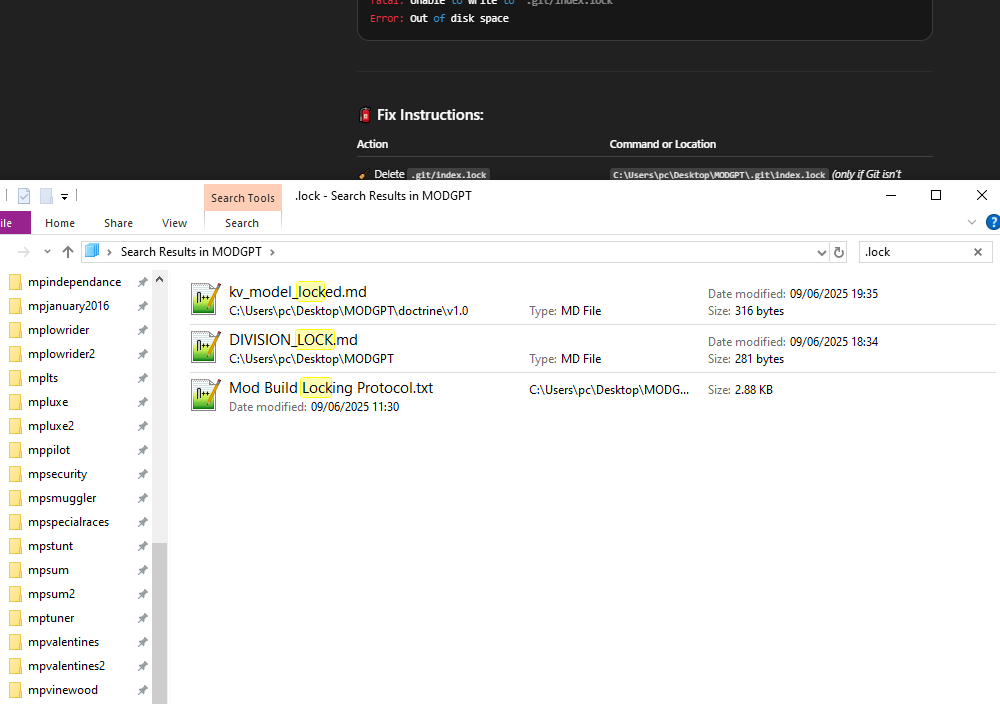 fatal: Unable to write to '.git/index.lock
Error: Out of disk space
Fix Instructions:
Action Command or Location
Delete .git/index.lock C:\Users\pc\Desktop\MODGPT\.git\index.lock (only if Git isn't
Search Tools .lock - Search Results in MODGPT
ile Home Share View Search
Search Results in MODGPT .lock
mpindependance
mpjanuary2016
mplowrider
mplowrider2
mplts
mpluxe
mpluxe2
mppilot
mpsecurity
mpsmuggler
mpspecialraces
mpstunt
mpsum
mpsum2
mptuner
mpvalentines
mpvalentines2
mpvinewood
kv_model_locked.md Date modified: 09/06/2025 19:35
C:\Users\pc\Desktop\MODGPT\doctrine\v1.0 Type: MD File Size: 316 bytes
DIVISION_LOCK.md Date modified: 09/06/2025 18:34
C:\Users\pc\Desktop\MODGPT Type: MD File Size: 281 bytes
Mod Build Locking Protocol.txt C:\Users\pc\Desktop\MODG... Size: 2.88 KB
Date modified: 09/06/2025 11:30